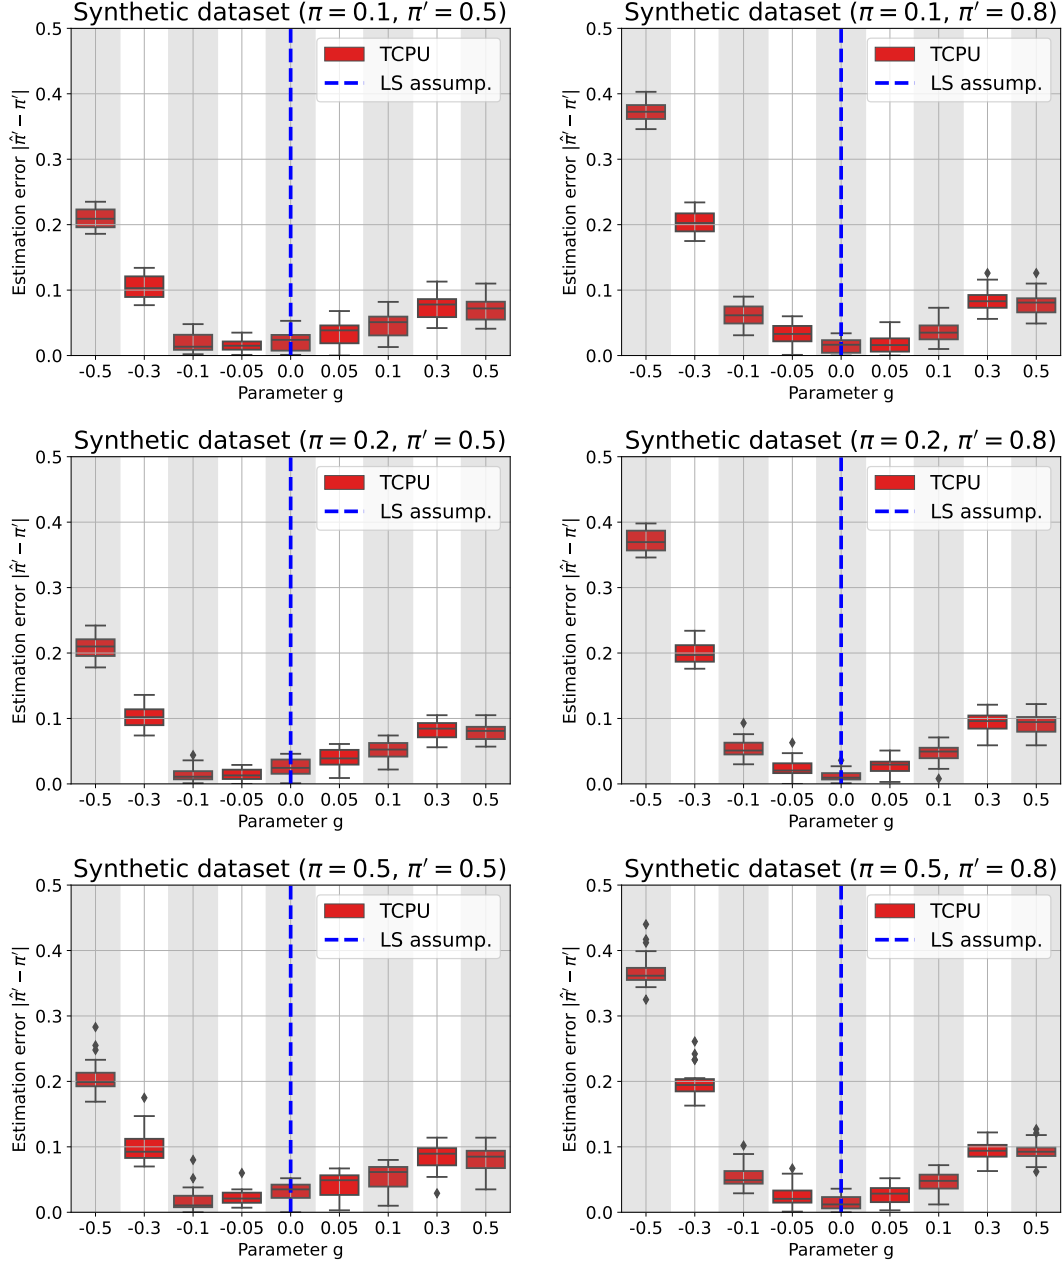 Synthetic dataset (π = 0.1, π′ = 0.5)
Estimation error |π̂′ − π′|
0.5
0.4
0.3
0.2
0.1
0.0
TCPU
LS assump.
-0.5 -0.3 -0.1 -0.05 0.0 0.05 0.1 0.3 0.5
Parameter g
Synthetic dataset (π = 0.1, π′ = 0.8)
Estimation error |π̂′ − π′|
0.5
0.4
0.3
0.2
0.1
0.0
TCPU
LS assump.
-0.5 -0.3 -0.1 -0.05 0.0 0.05 0.1 0.3 0.5
Parameter g
Synthetic dataset (π = 0.2, π′ = 0.5)
Estimation error |π̂′ − π′|
0.5
0.4
0.3
0.2
0.1
0.0
TCPU
LS assump.
-0.5 -0.3 -0.1 -0.05 0.0 0.05 0.1 0.3 0.5
Parameter g
Synthetic dataset (π = 0.2, π′ = 0.8)
Estimation error |π̂′ − π′|
0.5
0.4
0.3
0.2
0.1
0.0
TCPU
LS assump.
-0.5 -0.3 -0.1 -0.05 0.0 0.05 0.1 0.3 0.5
Parameter g
Synthetic dataset (π = 0.5, π′ = 0.5)
Estimation error |π̂′ − π′|
0.5
0.4
0.3
0.2
0.1
0.0
TCPU
LS assump.
-0.5 -0.3 -0.1 -0.05 0.0 0.05 0.1 0.3 0.5
Parameter g
Synthetic dataset (π = 0.5, π′ = 0.8)
Estimation error |π̂′ − π′|
0.5
0.4
0.3
0.2
0.1
0.0
TCPU
LS assump.
-0.5 -0.3 -0.1 -0.05 0.0 0.05 0.1 0.3 0.5
Parameter g